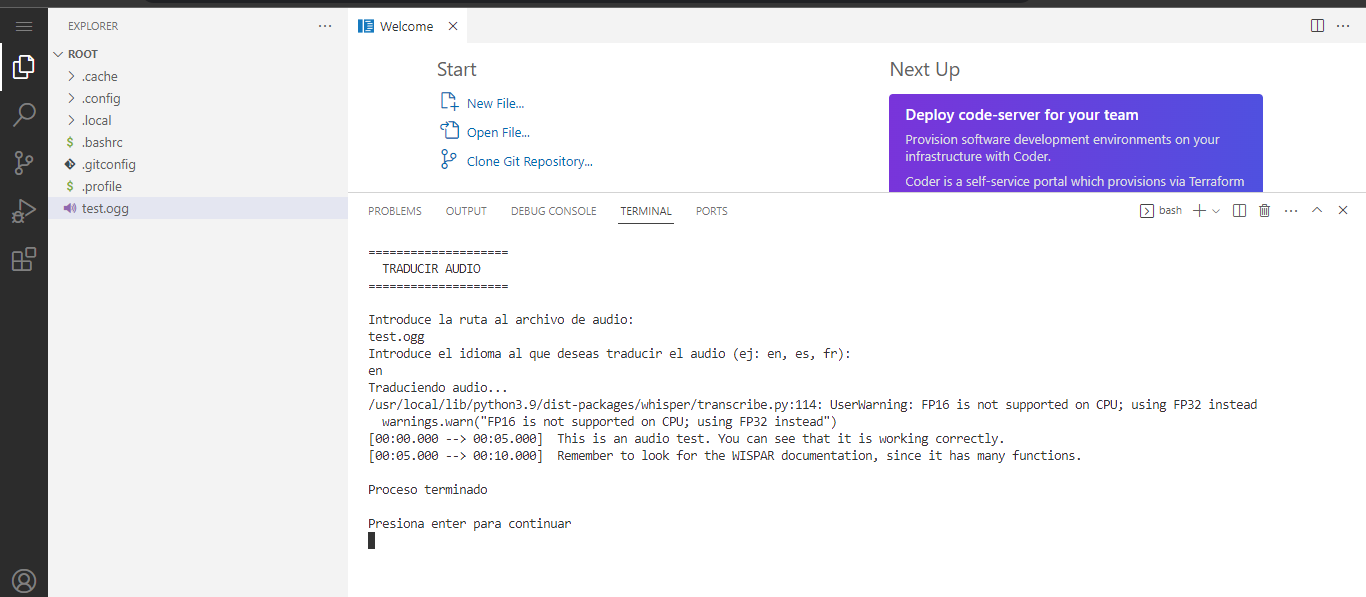 EXPLORER
ROOT
.cache
.config
.local
$ .bashrc
.gitconfig
$ .profile
test.ogg
Welcome
Start
New File...
Open File...
Clone Git Repository...
Next Up
Deploy code-server for your team
Provision software development environments on your
infrastructure with Coder.
Coder is a self-service portal which provisions via Terraform
PROBLEMS OUTPUT DEBUG CONSOLE TERMINAL PORTS
bash
====================
TRADUCIR AUDIO
====================
Introduce la ruta al archivo de audio:
test.ogg
Introduce el idioma al que deseas traducir el audio (ej: en, es, fr):
en
Traduciendo audio...
/usr/local/lib/python3.9/dist-packages/whisper/transcribe.py:114: UserWarning: FP16 is not supported on CPU; using FP32 instead
warnings.warn("FP16 is not supported on CPU; using FP32 instead")
[00:00.000 --> 00:05.000] This is an audio test. You can see that it is working correctly.
[00:05.000 --> 00:10.000] Remember to look for the WISPAR documentation, since it has many functions.
Proceso terminado
Presiona enter para continuar